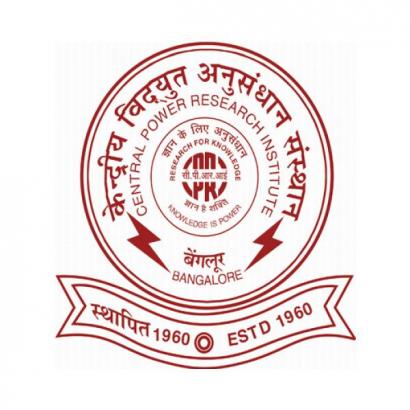 केन्द्रीय विद्युत अनुसंधान संस्थान
CENTRAL POWER RESEARCH INSTITUTE
ज्ञान के लिए अनुसंधान
RESEARCH FOR KNOWLEDGE
सी.पी.आर.आई
ज्ञान है शक्ति
KNOWLEDGE IS POWER
बेंगलूर
BANGALORE
स्थापित 1960 ESTD 1960